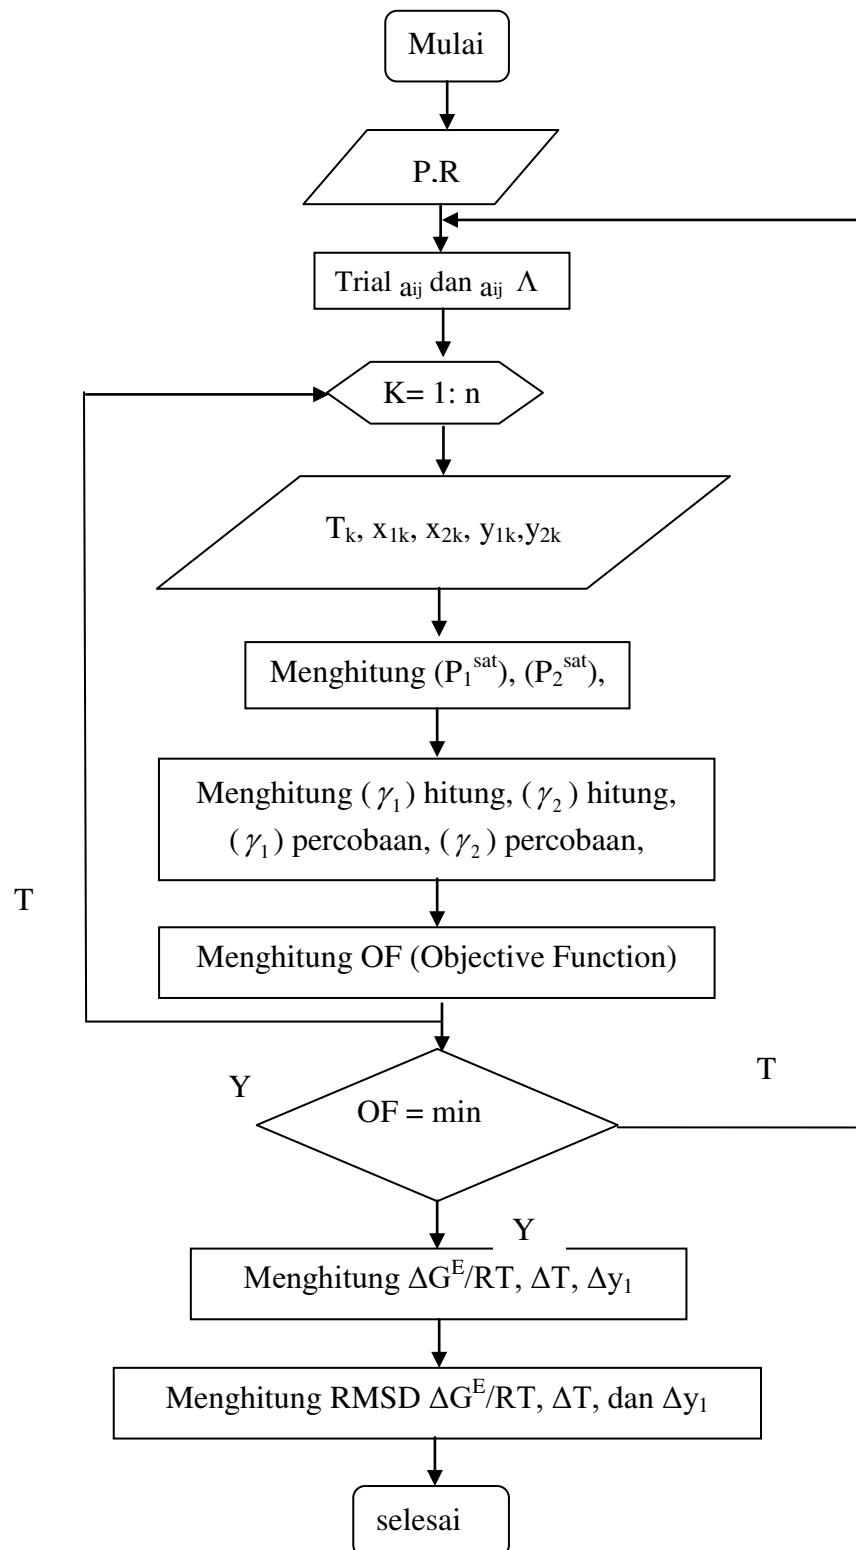 Mulai
P.R
Trial aij dan aij Λ
K= 1: n
Tk, x1k, x2k, y1k,y2k
Menghitung (P1sat), (P2sat),
Menghitung (γ1) hitung, (γ2) hitung,
(γ1) percobaan, (γ2) percobaan,
T
Menghitung OF (Objective Function)
T
Y
OF = min
Y
Menghitung ΔGE/RT, ΔT, Δy1
Menghitung RMSD ΔGE/RT, ΔT, dan Δy1
selesai